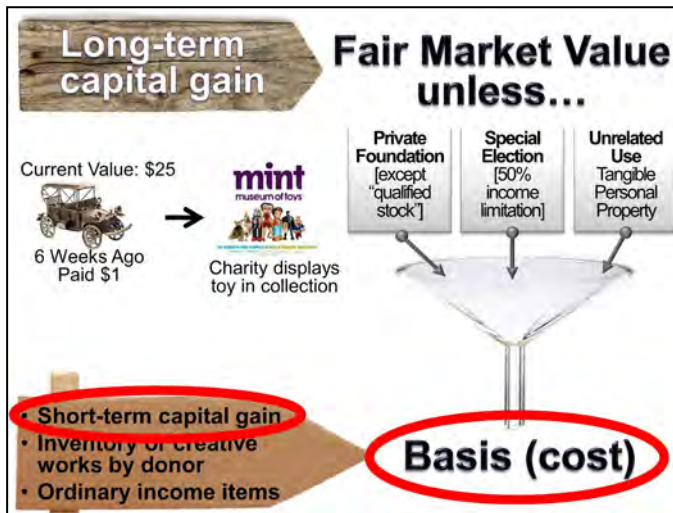 Long-term
capital gain
Fair Market Value
unless…
Private
Foundation
[except
"qualified
stock"]
Special
Election
[50%
income
limitation]
Unrelated
Use
Tangible
Personal
Property
Current Value: $25
6 Weeks Ago
Paid $1
mint
museum of toys
Charity displays
toy in collection
• Short-term capital gain
• Inventory or creative
works by donor
• Ordinary income items
Basis (cost)